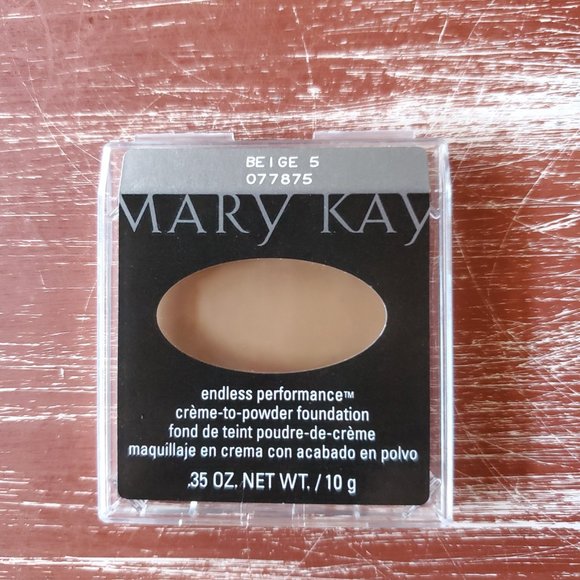 BEIGE 5
077875
MARY KAY
endless performance™
crème-to-powder foundation
fond de teint poudre-de-crème
maquillaje en crema con acabado en polvo
.35 OZ. NET WT. / 10 g